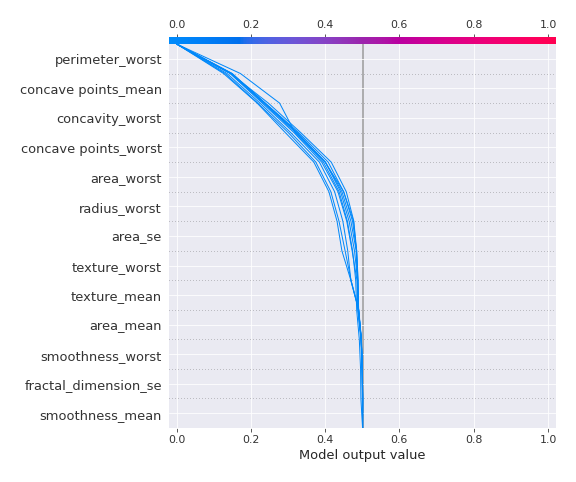 0.0 0.2 0.4 0.6 0.8 1.0
perimeter_worst
concave points_mean
concavity_worst
concave points_worst
area_worst
radius_worst
area_se
texture_worst
texture_mean
area_mean
smoothness_worst
fractal_dimension_se
smoothness_mean
0.0 0.2 0.4 0.6 0.8 1.0
Model output value